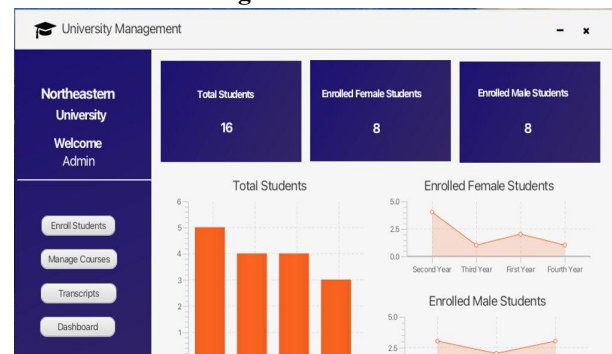 University Management
Northeastern
University
Welcome
Admin
Enroll Students
Manage Courses
Transcripts
Dashboard
Total Students
16
Enrolled Female Students
8
Enrolled Male Students
8
Total Students
6
5
4
3
2
1
Enrolled Female Students
5.0
2.5
0.0
Second Year Third Year First Year Fourth Year
Enrolled Male Students
5.0
2.5